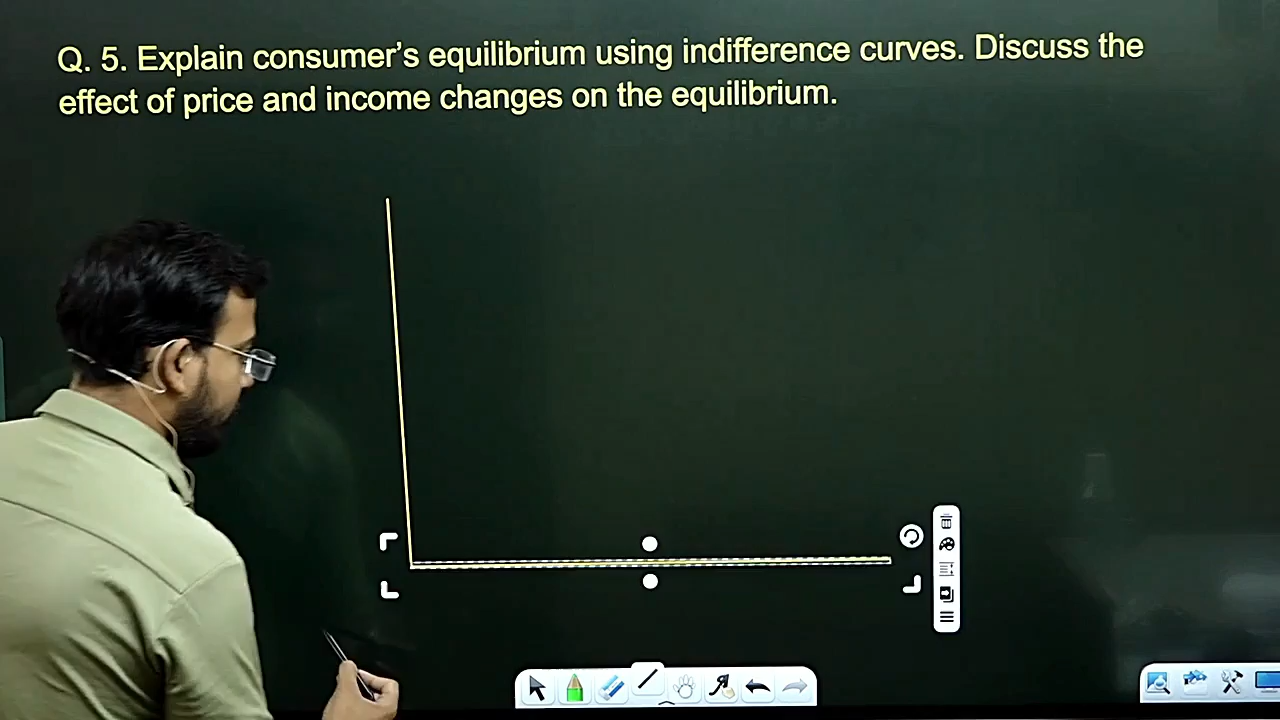 Q. 5. Explain consumer’s equilibrium using indifference curves. Discuss the
effect of price and income changes on the equilibrium.